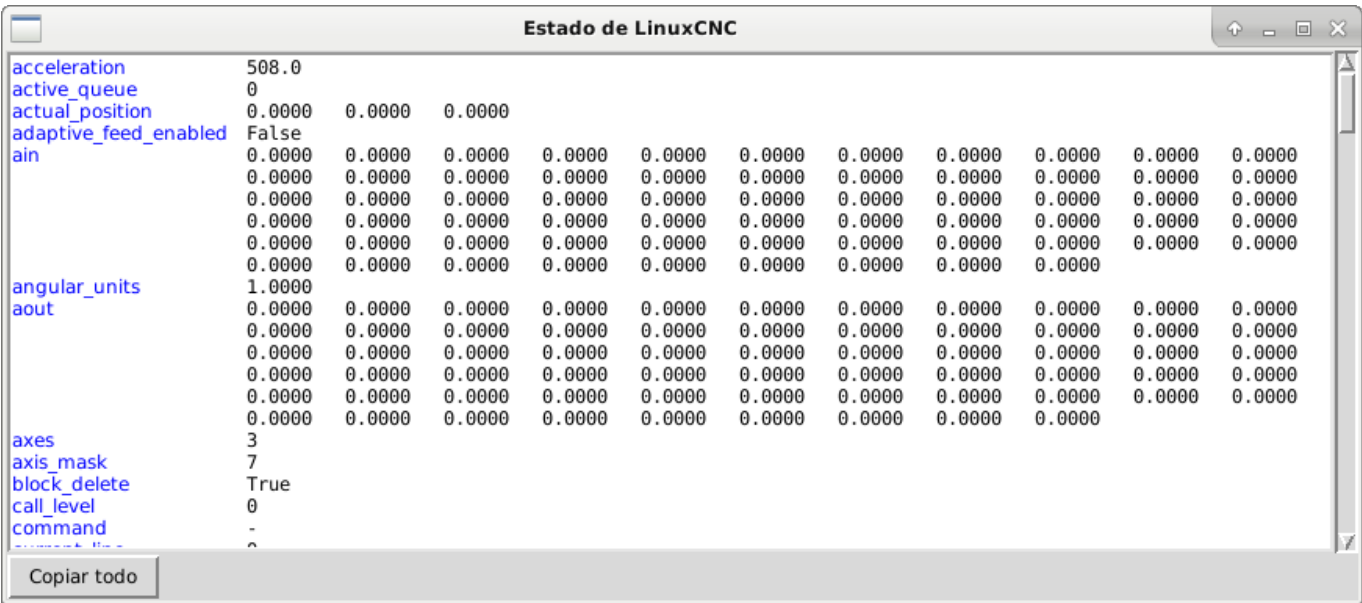 Estado de LinuxCNC
acceleration 508.0
active_queue 0
actual_position 0.0000 0.0000 0.0000
adaptive_feed_enabled False
ain 0.0000 0.0000 0.0000 0.0000 0.0000 0.0000 0.0000 0.0000 0.0000 0.0000 0.0000
0.0000 0.0000 0.0000 0.0000 0.0000 0.0000 0.0000 0.0000 0.0000 0.0000 0.0000
0.0000 0.0000 0.0000 0.0000 0.0000 0.0000 0.0000 0.0000 0.0000 0.0000 0.0000
0.0000 0.0000 0.0000 0.0000 0.0000 0.0000 0.0000 0.0000 0.0000 0.0000 0.0000
0.0000 0.0000 0.0000 0.0000 0.0000 0.0000 0.0000 0.0000 0.0000 0.0000 0.0000
0.0000 0.0000 0.0000 0.0000 0.0000 0.0000 0.0000 0.0000 0.0000
angular_units 1.0000
aout 0.0000 0.0000 0.0000 0.0000 0.0000 0.0000 0.0000 0.0000 0.0000 0.0000 0.0000
0.0000 0.0000 0.0000 0.0000 0.0000 0.0000 0.0000 0.0000 0.0000 0.0000 0.0000
0.0000 0.0000 0.0000 0.0000 0.0000 0.0000 0.0000 0.0000 0.0000 0.0000 0.0000
0.0000 0.0000 0.0000 0.0000 0.0000 0.0000 0.0000 0.0000 0.0000 0.0000 0.0000
0.0000 0.0000 0.0000 0.0000 0.0000 0.0000 0.0000 0.0000 0.0000 0.0000 0.0000
0.0000 0.0000 0.0000 0.0000 0.0000 0.0000 0.0000 0.0000 0.0000
axes 3
axis_mask 7
block_delete True
call_level 0
command -
Copiar todo